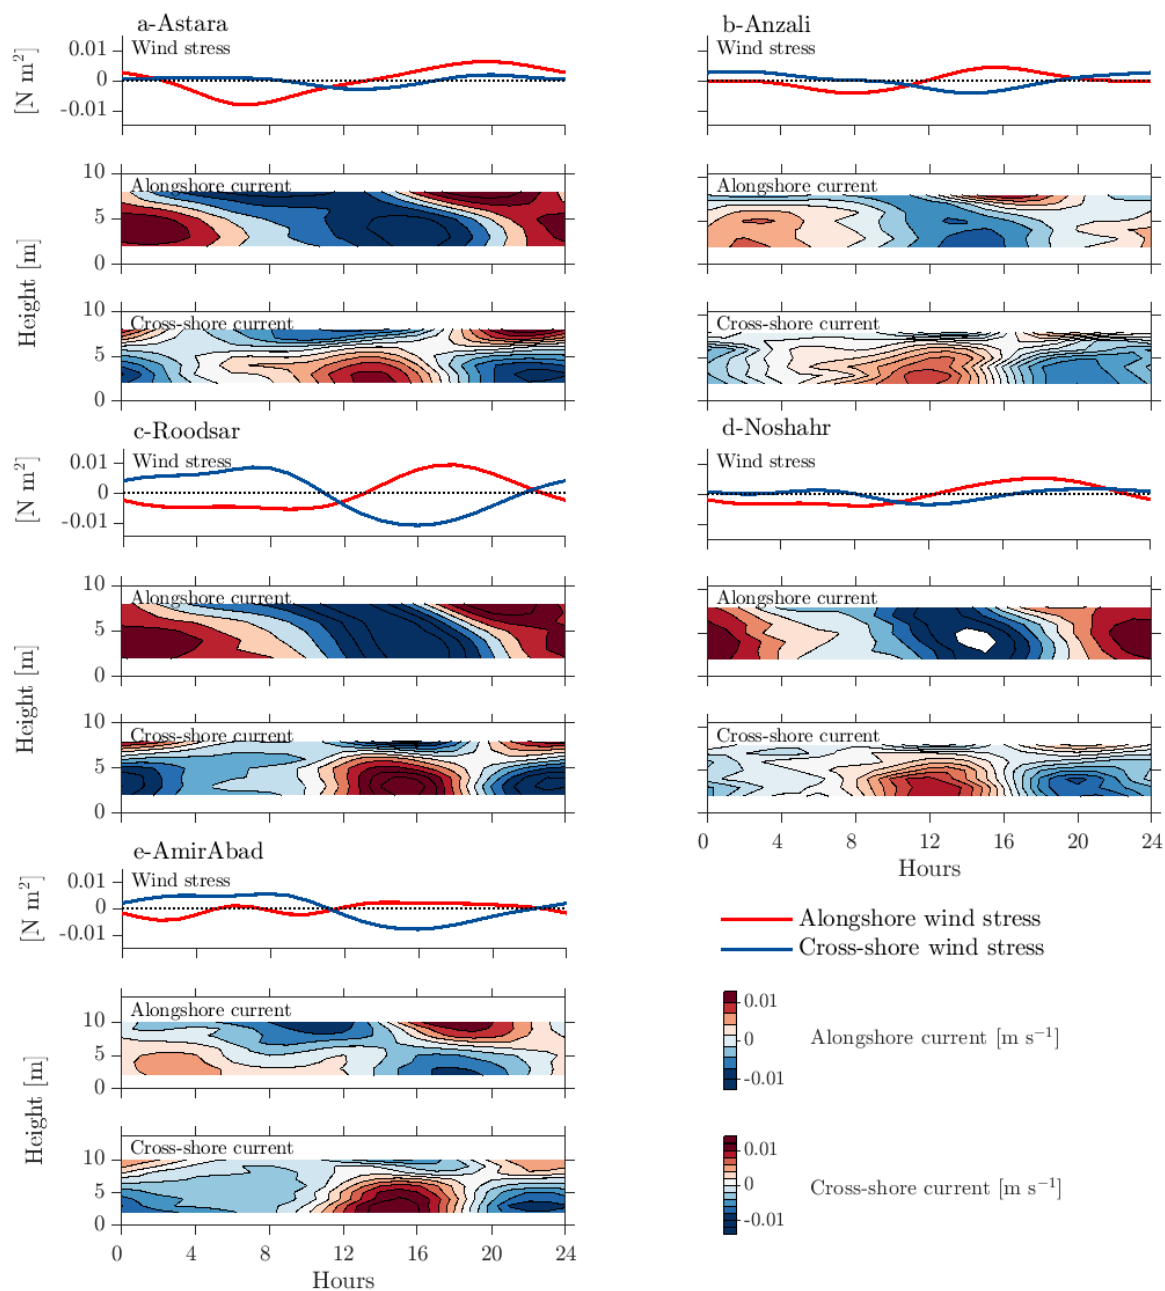 a-Astara
Wind stress
[N m²]
0.01
0
-0.01
Alongshore current
10
5
0
Cross-shore current
10
5
0
Height [m]
b-Anzali
Wind stress
Alongshore current
Cross-shore current
c-Roodsar
Wind stress
[N m²]
0.01
0
-0.01
Alongshore current
10
5
0
Cross-shore current
10
5
0
Height [m]
d-Noshahr
Wind stress
Alongshore current
Cross-shore current
0 4 8 12 16 20 24
Hours
e-AmirAbad
Wind stress
[N m²]
0.01
0
-0.01
Alongshore current
10
5
0
Cross-shore current
10
5
0
Height [m]
0 4 8 12 16 20 24
Hours
Alongshore wind stress
Cross-shore wind stress
0.01
0
-0.01
Alongshore current [m s⁻¹]
0.01
0
-0.01
Cross-shore current [m s⁻¹]